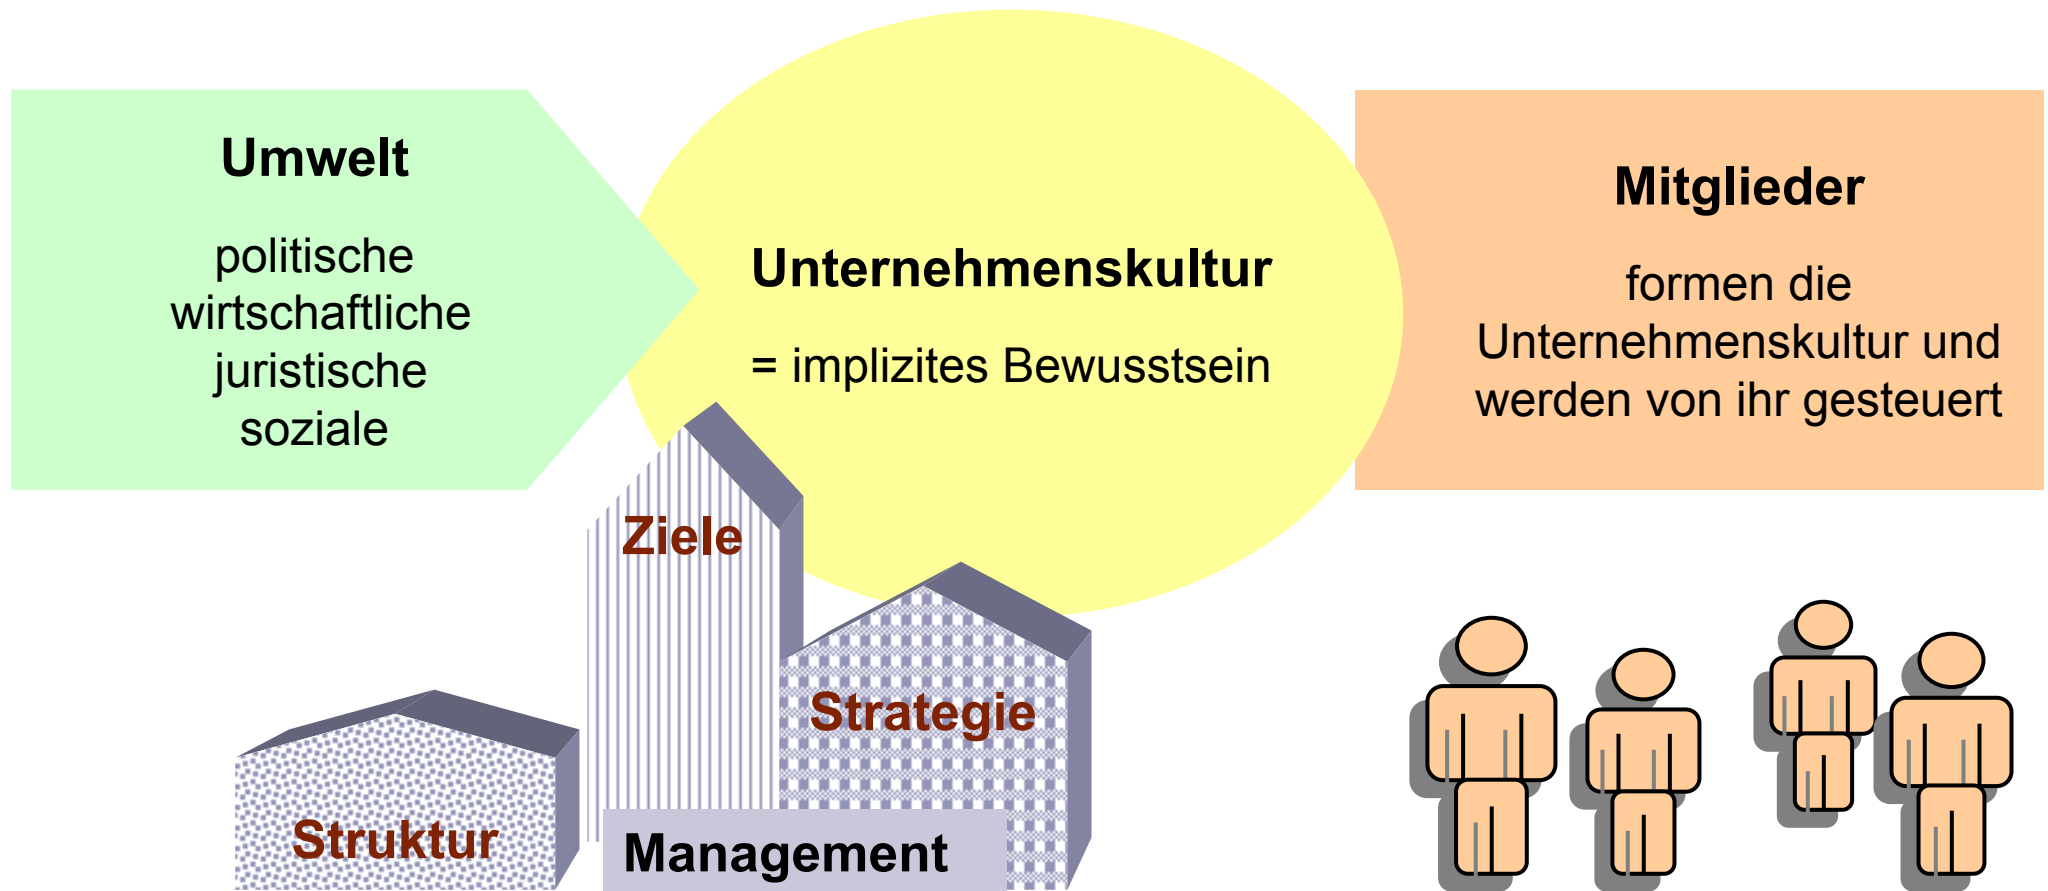 Umwelt
politische
wirtschaftliche
juristische
soziale
Unternehmenskultur
= implizites Bewusstsein
Mitglieder
formen die
Unternehmenskultur und
werden von ihr gesteuert
Ziele
Strategie
Struktur
Management